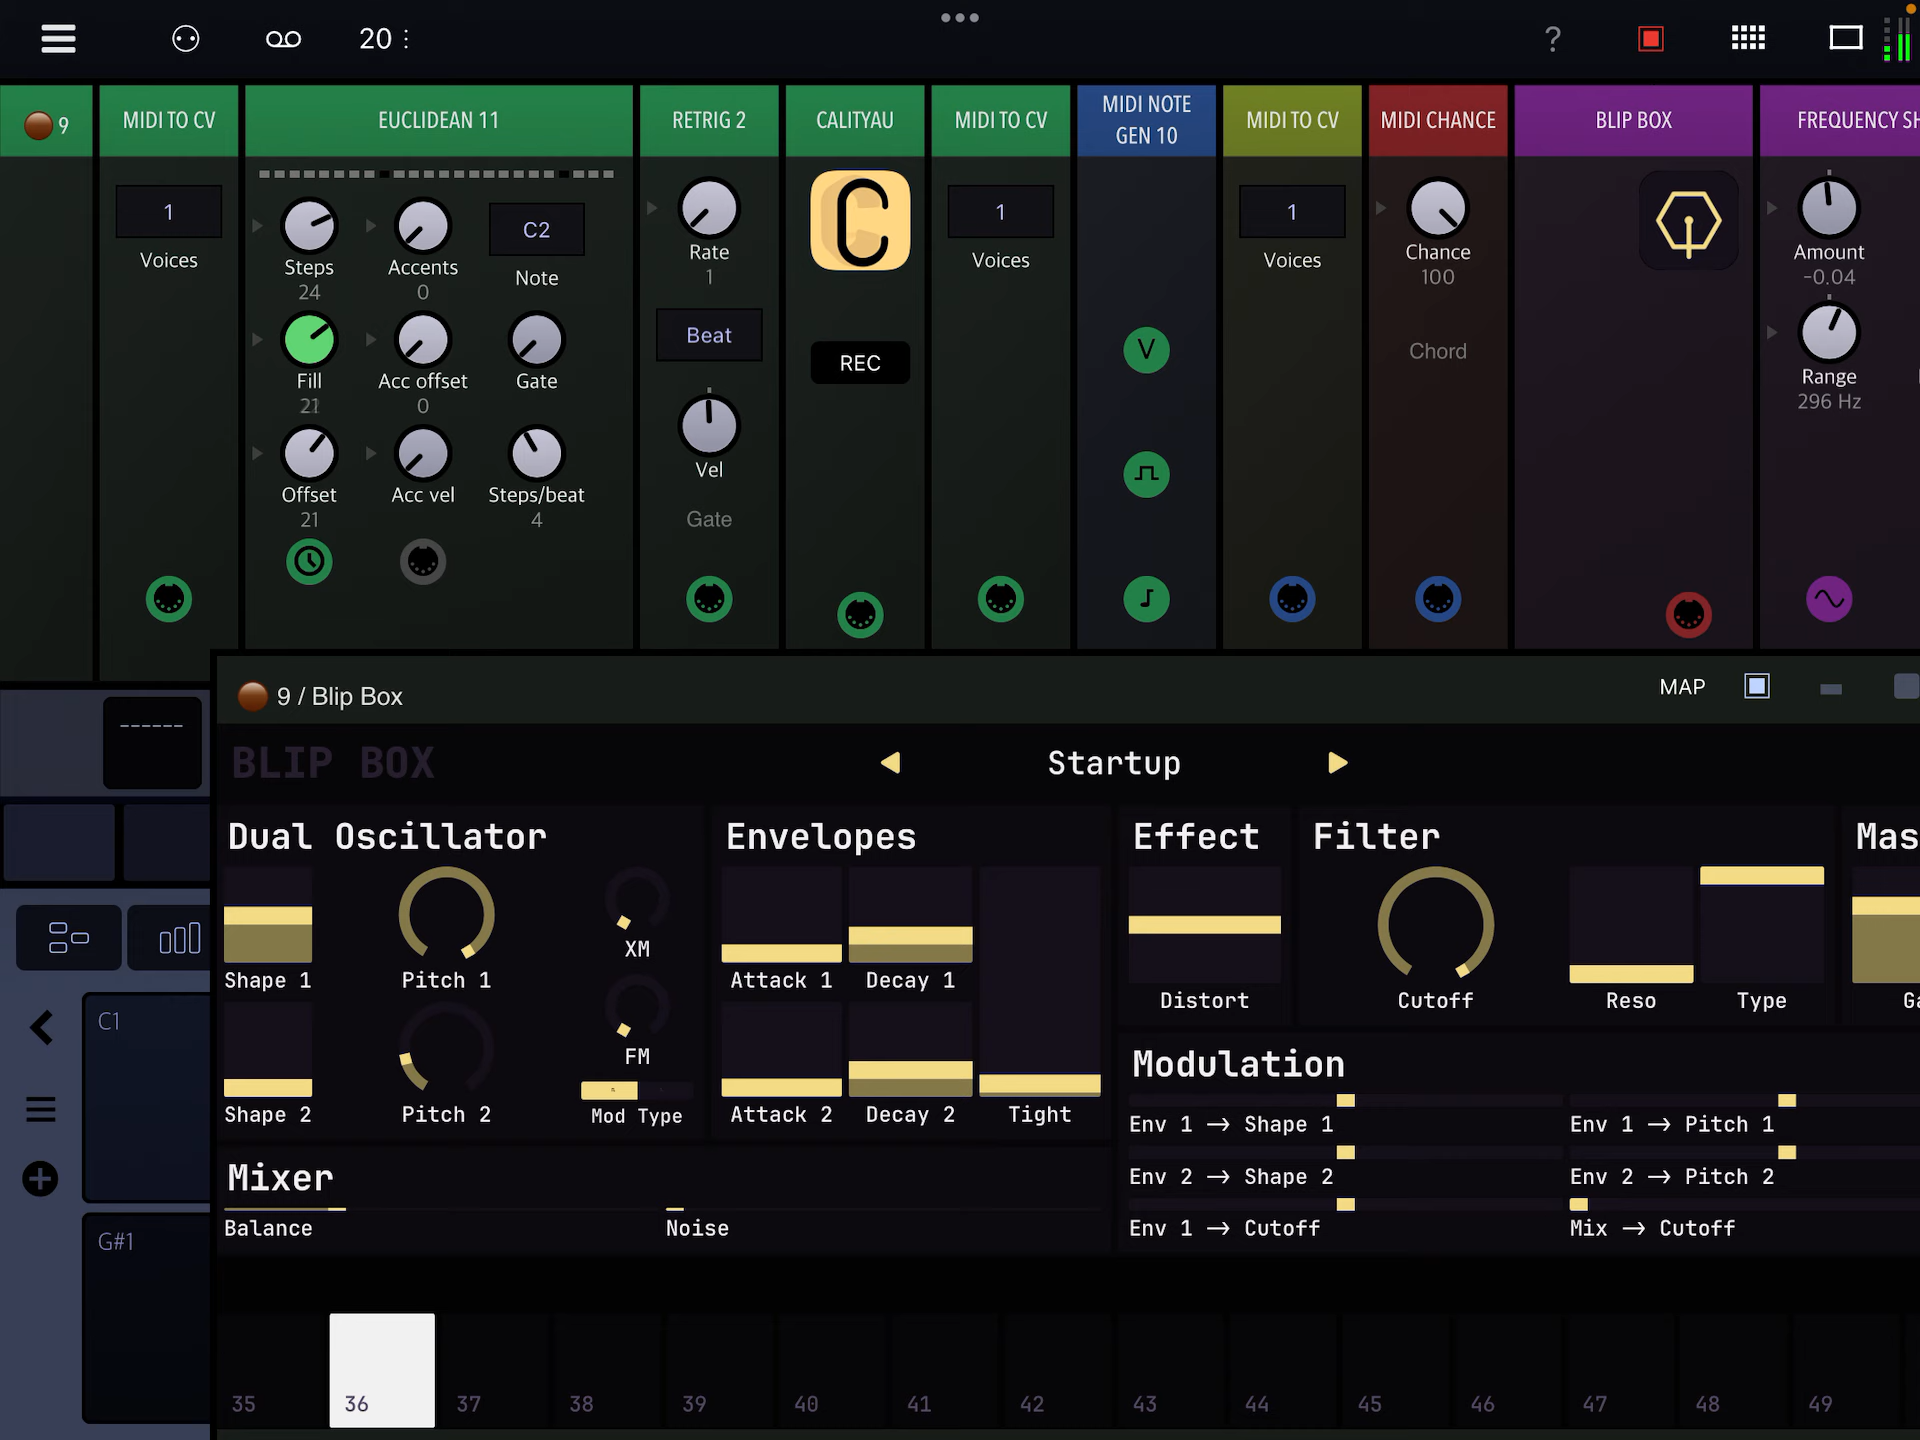 20
?
9
MIDI TO CV
EUCLIDEAN 11
RETRIG 2
CALITYAU
MIDI TO CV
MIDI NOTE
GEN 10
MIDI TO CV
MIDI CHANCE
BLIP BOX
FREQUENCY SH
1
Voices
Steps
24
Accents
0
C2
Note
Fill
Acc offset
0
Gate
Offset
21
Acc vel
Steps/beat
4
Rate
1
Beat
Vel
Gate
C
REC
1
Voices
V
1
Voices
Chance
100
Chord
Amount
-0.04
Range
296 Hz
9 / Blip Box
MAP
BLIP BOX
Startup
Dual Oscillator
Envelopes
Effect
Filter
Mas
Shape 1
Pitch 1
XM
Attack 1
Decay 1
Distort
Cutoff
Reso
Type
Ga
Shape 2
Pitch 2
FM
Mod Type
Attack 2
Decay 2
Tight
Modulation
Env 1 → Shape 1
Env 1 → Pitch 1
Env 2 → Shape 2
Env 2 → Pitch 2
Env 1 → Cutoff
Mix → Cutoff
Mixer
Balance
Noise
C1
G#1
35 36 37 38 39 40 41 42 43 44 45 46 47 48 49